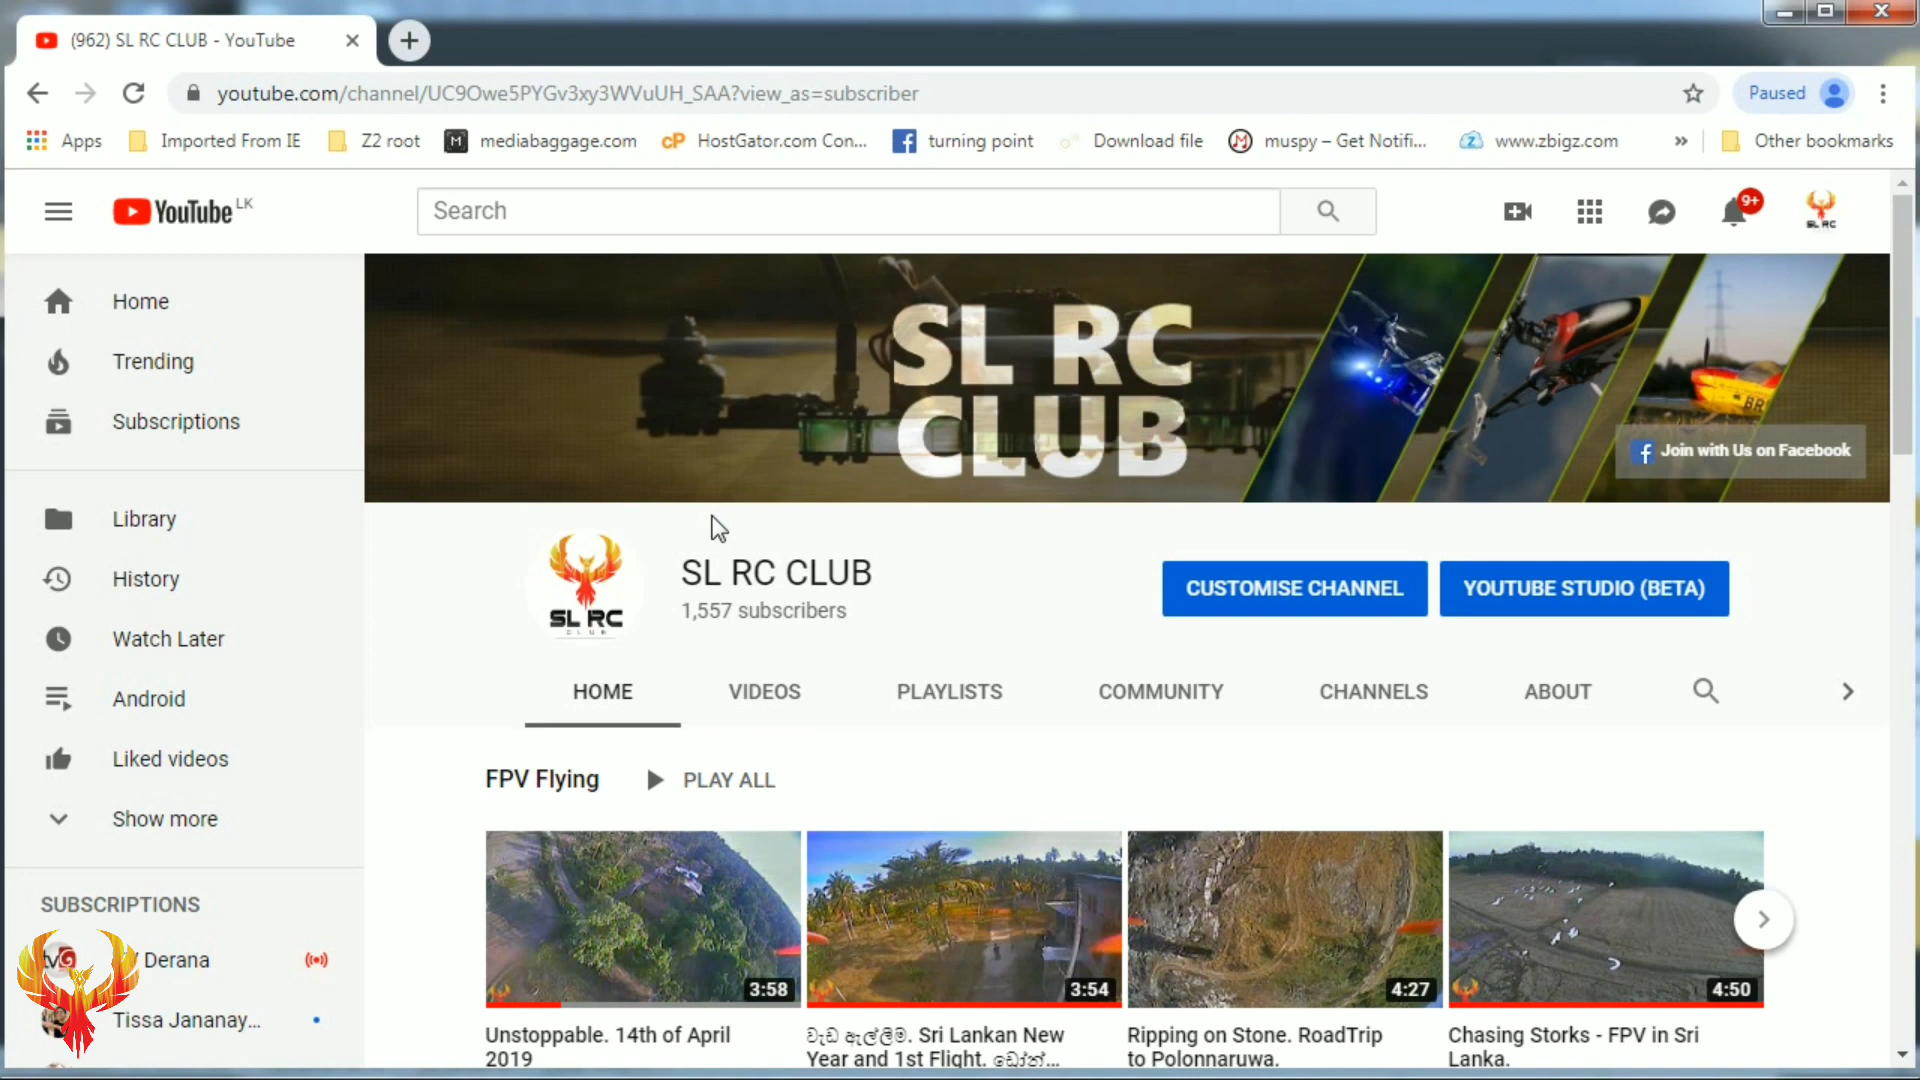 (962) SL RC CLUB - YouTube
youtube.com/channel/UC9Owe5PYGv3xy3WVuUH_SAA?view_as=subscriber
Paused
Apps
Imported From IE
Z2 root
mediabaggage.com
cP HostGator.com Con...
turning point
Download file
muspy – Get Notifi...
www.zbigz.com
»
Other bookmarks
YouTube LK
Search
9+
SL RC
Home
Trending
Subscriptions
Library
History
Watch Later
Android
Liked videos
Show more
SUBSCRIPTIONS
Derana
Tissa Jananay...
SL RC
CLUB
BR
Join with Us on Facebook
SL RC
CLUB
SL RC CLUB
1,557 subscribers
CUSTOMISE CHANNEL
YOUTUBE STUDIO (BETA)
HOME
VIDEOS
PLAYLISTS
COMMUNITY
CHANNELS
ABOUT
FPV Flying
PLAY ALL
3:58
3:54
4:27
4:50
Unstoppable. 14th of April
2019
වැඩ ඇල්ලීම. Sri Lankan New
Year and 1st Flight. ඩ්‍රෝන්...
Ripping on Stone. RoadTrip
to Polonnaruwa.
Chasing Storks - FPV in Sri
Lanka.